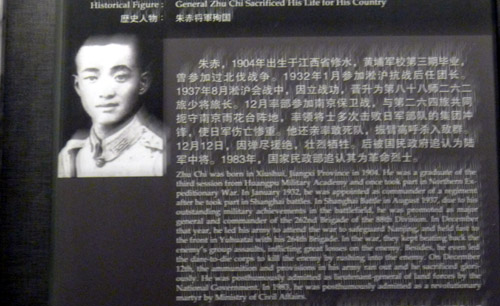 Historical Figure : General Zhu Chi Sacrificed His Life for His Country
歷史人物： 朱赤将軍殉国
朱赤，1904年出生于江西省修水，黄埔军校第三期毕业，
曾参加过北伐战争。1932年1月参加淞沪抗战后任团长。
1937年8月淞沪会战中，因立战功，晋升为第八十八师二六二
旅少将旅长。12月率部参加南京保卫战，与第二六四旅共同
扼守南京雨花台阵地，率领将士多次击败日军部队的集团冲
锋，使日军伤亡惨重。他还亲率敢死队，振臂高呼杀入敌群。
12月12日，因弹尽援绝，壮烈牺牲。后被国民政府追认为陆
军中将。1983年，国家民政部追认其为革命烈士。
Zhu Chi was born in Xiushui, Jiangxi Province in 1904. He was a graduate of the
third session from Huangpu Military Academy and once took part in Northern Ex-
peditionary War. In January 1932, he was appointed as commander of a regiment
after he took part in Shanghai battles. In Shanghai Battle in August 1937, due to his
outstanding military achievements in the battlefield, he was promoted as major
general and commander of the 262nd Brigade of the 88th Division. In December
that year, he led his army to attend the war to safeguard Nanjing, and held fast to
the front in Yuhuatai with his 264th Brigade. In the war, they kept beating back the
enemy's group assaults, inflicting great losses on the enemy. Besides, he even led
the dare-to-die corps to kill the enemy by rushing into the enemy. On December
12th, the ammunition and provisions in his army ran out and he sacrificed glori-
ously. He was posthumously admitted as lieutenant-general of land forces by the
National Government. In 1983, he was posthumously admitted as a revolutionary
martyr by Ministry of Civil Affairs.